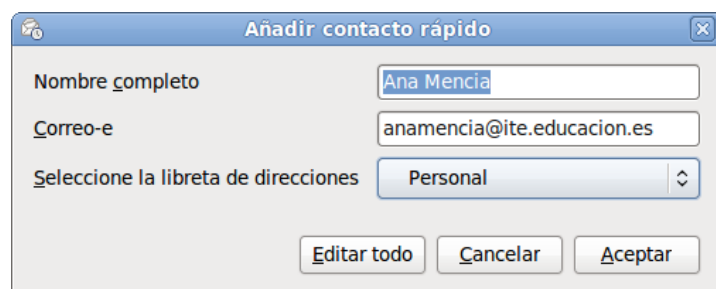 Añadir contacto rápido
Nombre completo Ana Mencia
Correo-e anamencia@ite.educacion.es
Seleccione la libreta de direcciones Personal
Editar todo Cancelar Aceptar